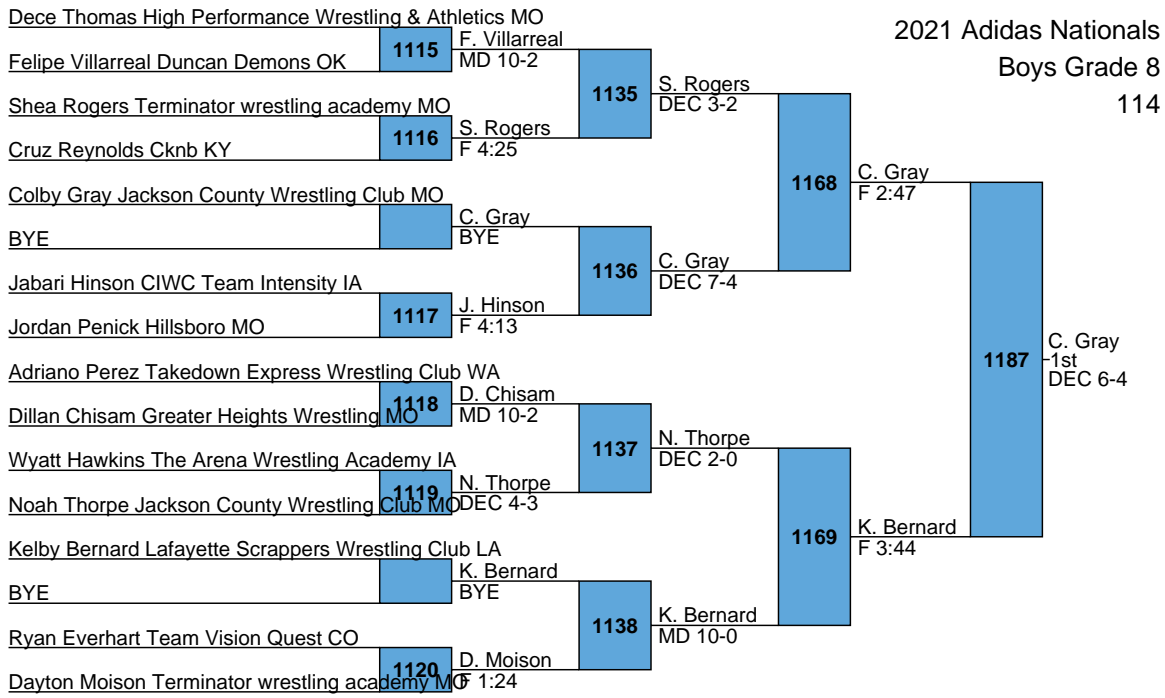 2021 Adidas Nationals
Boys Grade 8
114
Dece Thomas High Performance Wrestling & Athletics MO
1115
F. Villarreal
MD 10-2
Felipe Villarreal Duncan Demons OK
1135
S. Rogers
DEC 3-2
Shea Rogers Terminator wrestling academy MO
1116
S. Rogers
F 4:25
Cruz Reynolds Cknb KY
1168
C. Gray
F 2:47
Colby Gray Jackson County Wrestling Club MO
C. Gray
BYE
BYE
1136
C. Gray
DEC 7-4
Jabari Hinson CIWC Team Intensity IA
1117
J. Hinson
F 4:13
Jordan Penick Hillsboro MO
1187
C. Gray
1st
DEC 6-4
Adriano Perez Takedown Express Wrestling Club WA
1118
D. Chisam
MD 10-2
Dillan Chisam Greater Heights Wrestling MO
1137
N. Thorpe
DEC 2-0
Wyatt Hawkins The Arena Wrestling Academy IA
1119
N. Thorpe
DEC 4-3
Noah Thorpe Jackson County Wrestling Club MO
1169
K. Bernard
F 3:44
Kelby Bernard Lafayette Scrappers Wrestling Club LA
K. Bernard
BYE
BYE
1138
K. Bernard
MD 10-0
Ryan Everhart Team Vision Quest CO
1120
D. Moison
F 1:24
Dayton Moison Terminator wrestling academy MO